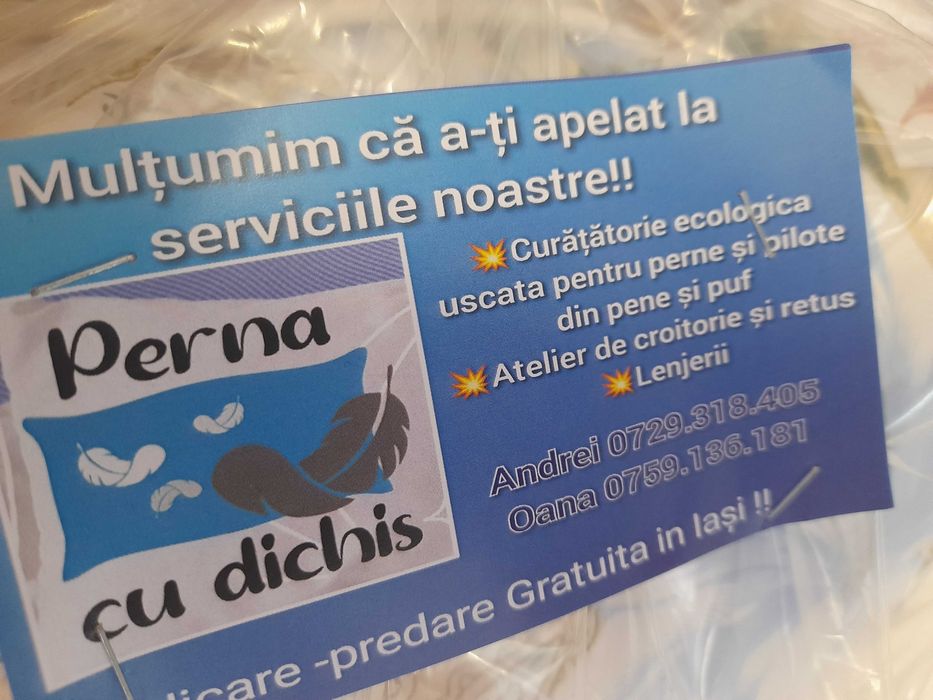 Mulțumim că a-ți apelat la
serviciile noastre!!
Perna
cu dichis
💥Curățătorie ecologica
uscata pentru perne și pilote
din pene și puf
💥Atelier de croitorie și retus
💥Lenjerii
Andrei 0729.318.405
Oana 0759.136.181
-predare Gratuita in Iași !!